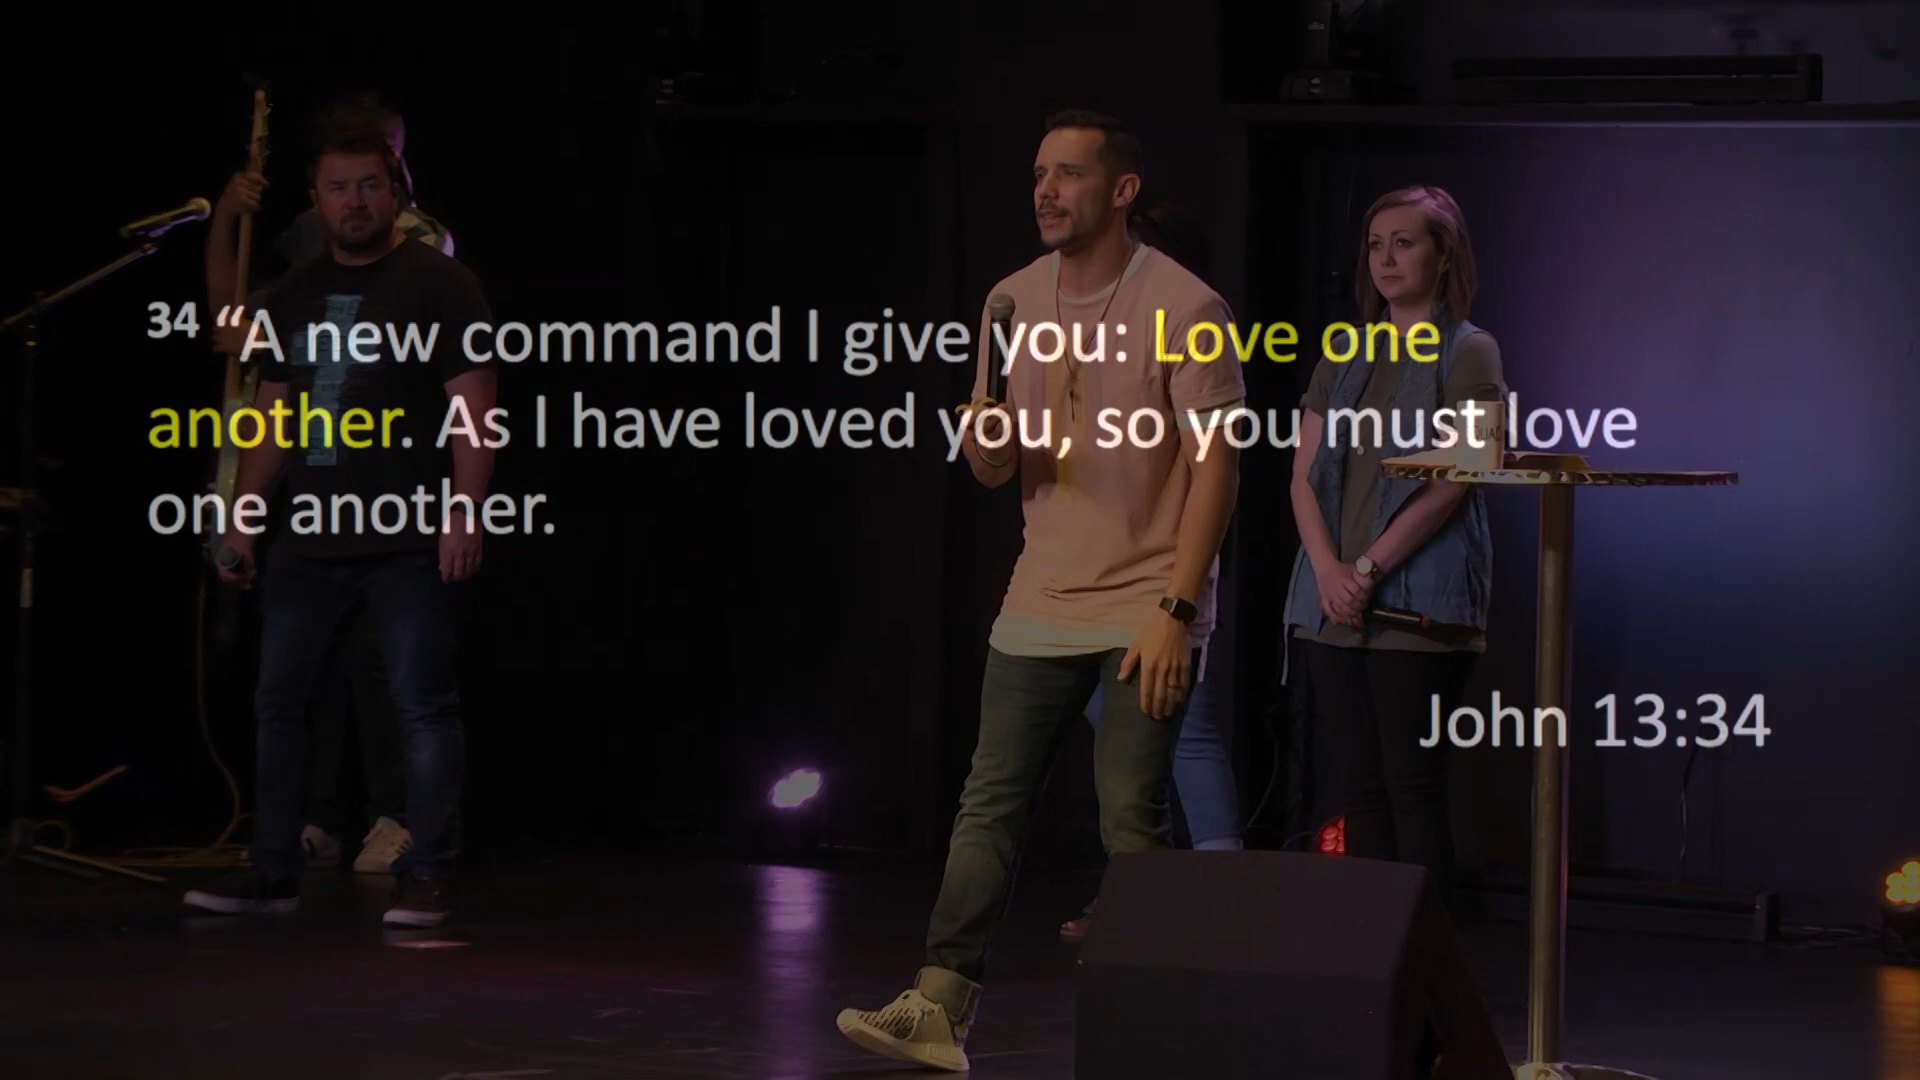 34 “A new command I give you: Love one
another. As I have loved you, so you must love
one another.
John 13:34